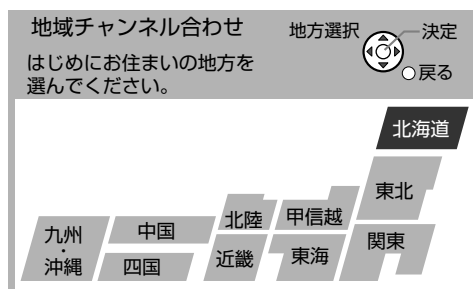 地域チャンネル合わせ
地方選択
決定
戻る
はじめにお住まいの地方を
選んでください。
北海道
東北
北陸
甲信越
関東
九州
・
沖縄
中国
四国
近畿
東海